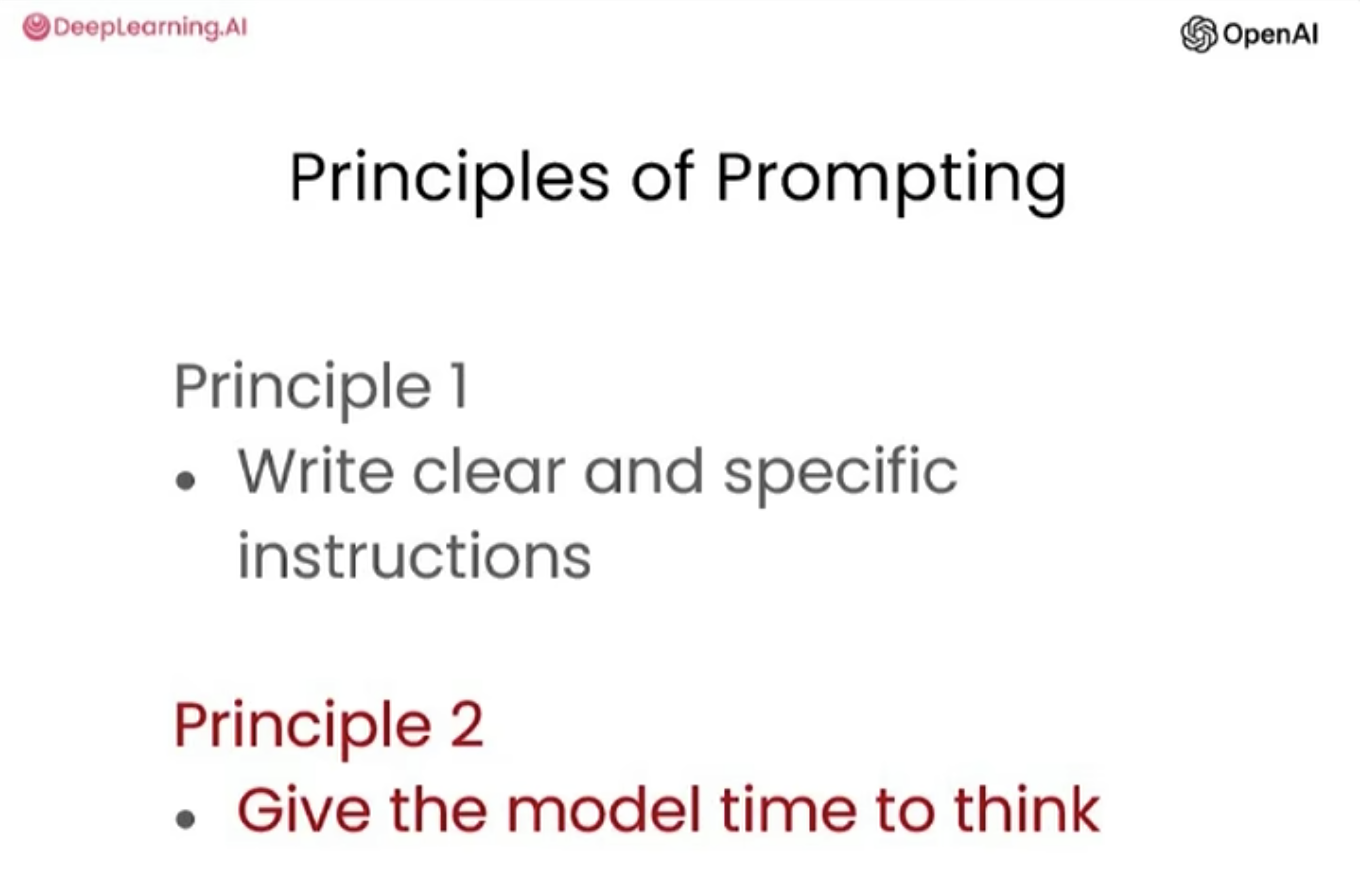 DeepLearning.AI
OpenAI
Principles of Prompting
Principle 1
• Write clear and specific
instructions
Principle 2
• Give the model time to think